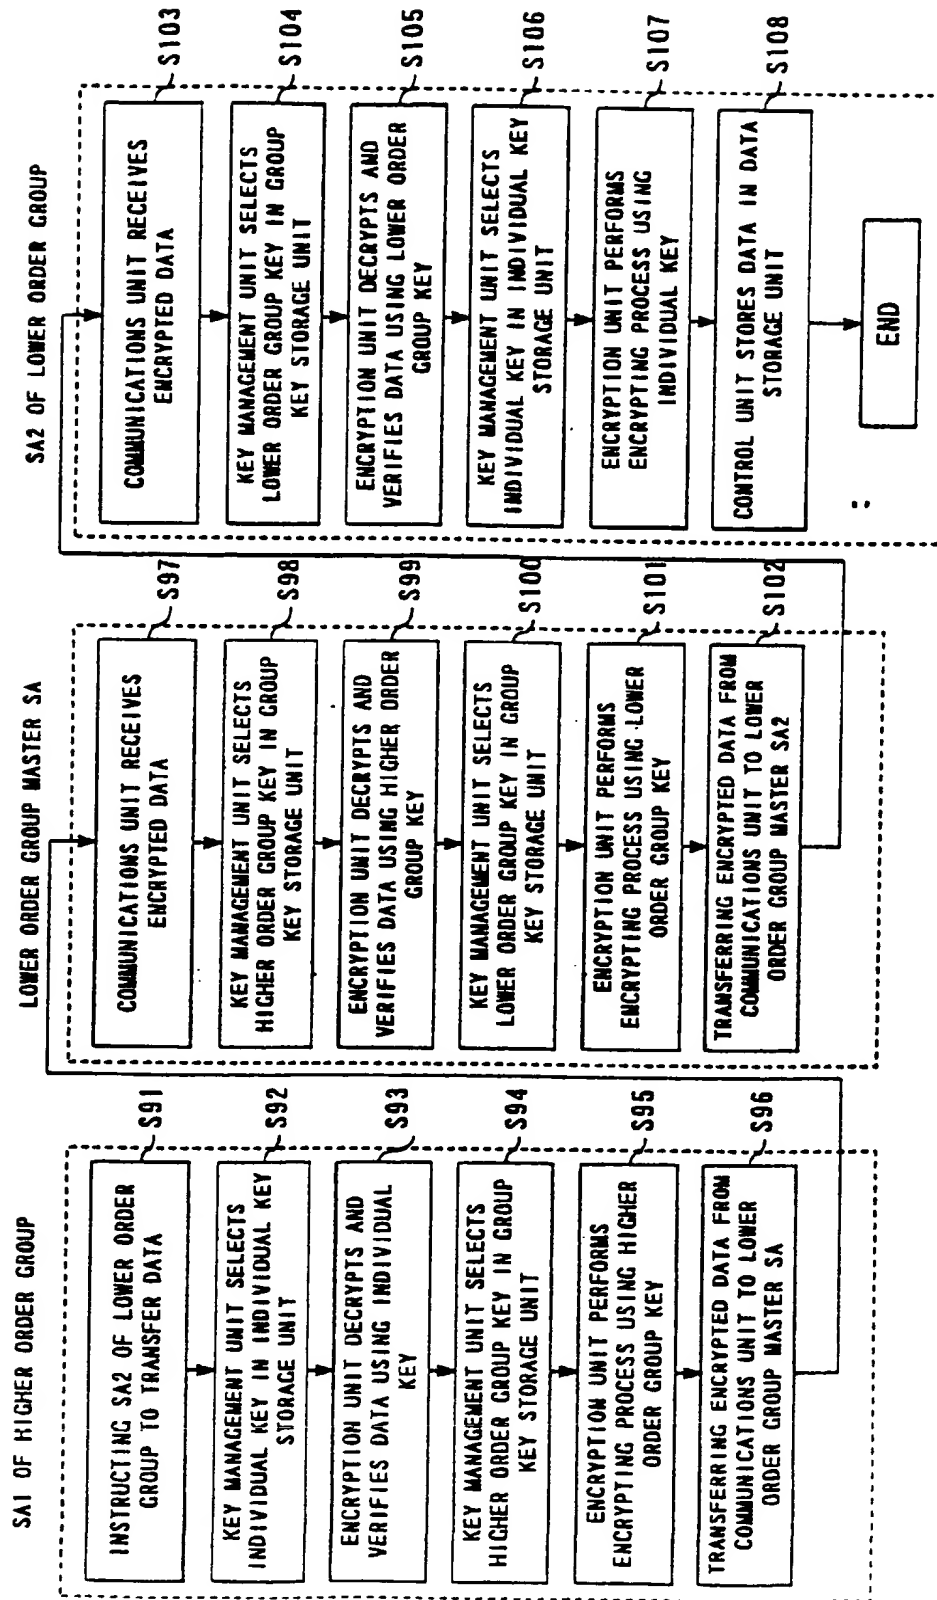 SA1 OF HIGHER ORDER GROUP
INSTRUCTING SA2 OF LOWER ORDER
GROUP TO TRANSFER DATA
S91
KEY MANAGEMENT UNIT SELECTS
INDIVIDUAL KEY IN INDIVIDUAL KEY
STORAGE UNIT
S92
ENCRYPTION UNIT DECRYPTS AND
VERIFIES DATA USING INDIVIDUAL
KEY
S93
KEY MANAGEMENT UNIT SELECTS
HIGHER ORDER GROUP KEY IN GROUP
KEY STORAGE UNIT
S94
ENCRYPTION UNIT PERFORMS
ENCRYPTING PROCESS USING HIGHER
ORDER GROUP KEY
S95
TRANSFERRING ENCRYPTED DATA FROM
COMMUNICATIONS UNIT TO LOWER
ORDER GROUP MASTER SA
S96
LOWER ORDER GROUP MASTER SA
COMMUNICATIONS UNIT RECEIVES
ENCRYPTED DATA
S97
KEY MANAGEMENT UNIT SELECTS
HIGHER ORDER GROUP KEY IN GROUP
KEY STORAGE UNIT
S98
ENCRYPTION UNIT DECRYPTS AND
VERIFIES DATA USING HIGHER ORDER
GROUP KEY
S99
KEY MANAGEMENT UNIT SELECTS
LOWER ORDER GROUP KEY IN GROUP
KEY STORAGE UNIT
S100
ENCRYPTION UNIT PERFORMS
ENCRYPTING PROCESS USING LOWER
ORDER GROUP KEY
S101
TRANSFERRING ENCRYPTED DATA FROM
COMMUNICATIONS UNIT TO LOWER
ORDER GROUP MASTER SA2
S102
SA2 OF LOWER ORDER GROUP
COMMUNICATIONS UNIT RECEIVES
ENCRYPTED DATA
S103
KEY MANAGEMENT UNIT SELECTS
LOWER ORDER GROUP KEY IN GROUP
KEY STORAGE UNIT
S104
ENCRYPTION UNIT DECRYPTS AND
VERIFIES DATA USING LOWER ORDER
GROUP KEY
S105
KEY MANAGEMENT UNIT SELECTS
INDIVIDUAL KEY IN INDIVIDUAL KEY
STORAGE UNIT
S106
ENCRYPTION UNIT PERFORMS
ENCRYPTING PROCESS USING
INDIVIDUAL KEY
S107
CONTROL UNIT STORES DATA IN DATA
STORAGE UNIT
S108
END